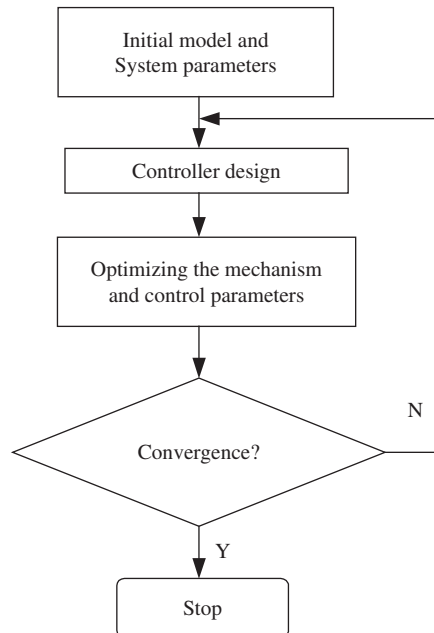 Initial model and
System parameters
Controller design
Optimizing the mechanism
and control parameters
Convergence?
N
Y
Stop